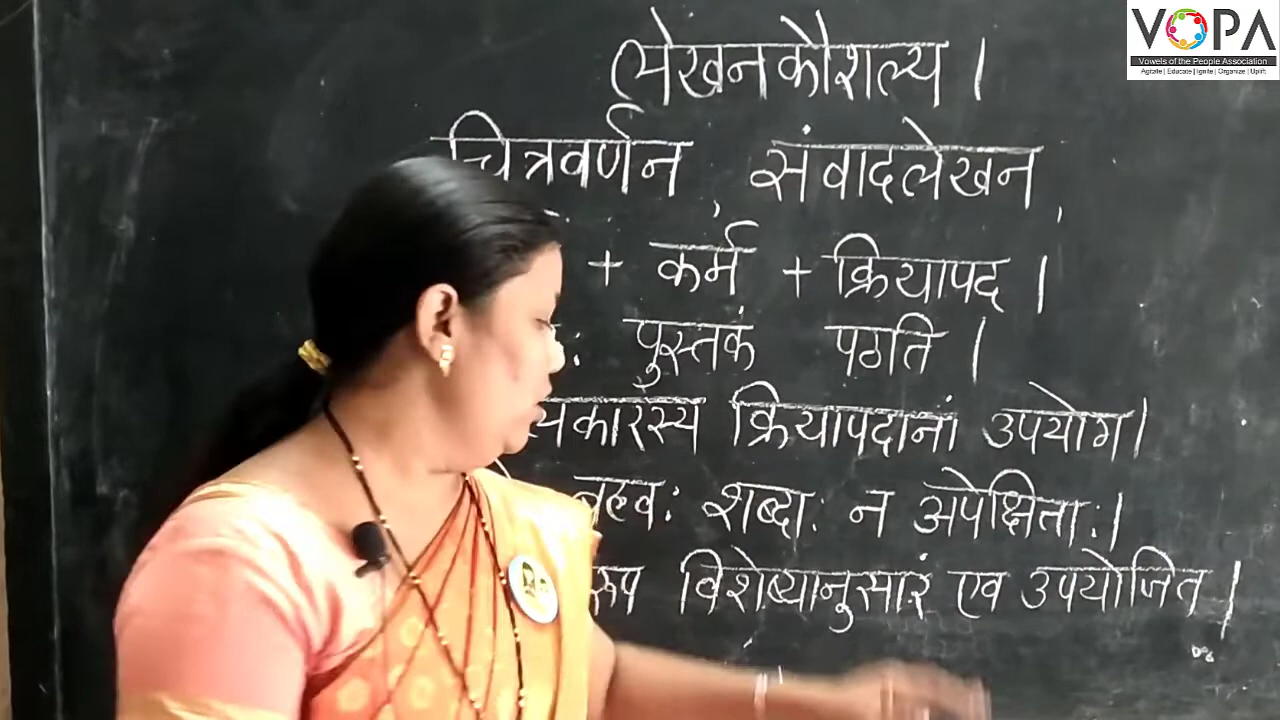 VOPA
Vowels of the People Association
Agitate | Educate | Ignite | Organize | Uplift
लेखनकौशल्य ।
चित्रवर्णन, संवादलेखन,
+ कर्म + क्रियापद ।
पुस्तकं पठति ।
क्रियापदानां उपयोग ।
बहवः शब्दाः न अपेक्षिताः ।
रूप विशेष्यानुसारं एव उपयोजित ।